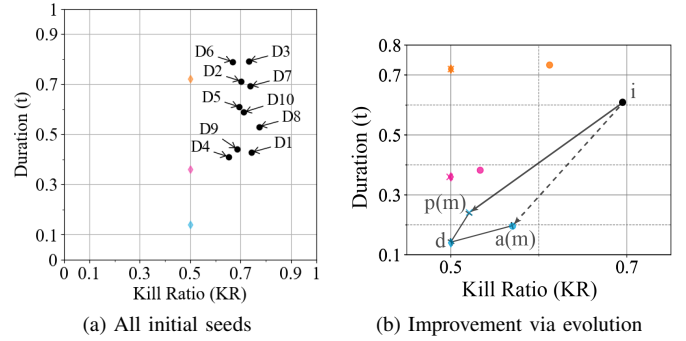 1
0.9
0.7
0.5
0.3
0.1
0
Duration (t)
D6
D3
D2
D7
D5
D10
D8
D9
D4
D1
0 0.1 0.3 0.5 0.7 0.9 1
Kill Ratio (KR)
(a) All initial seeds
0.8
0.7
0.5
0.3
0.1
Duration (t)
i
p(m)
d
a(m)
0.5 0.7
Kill Ratio (KR)
(b) Improvement via evolution